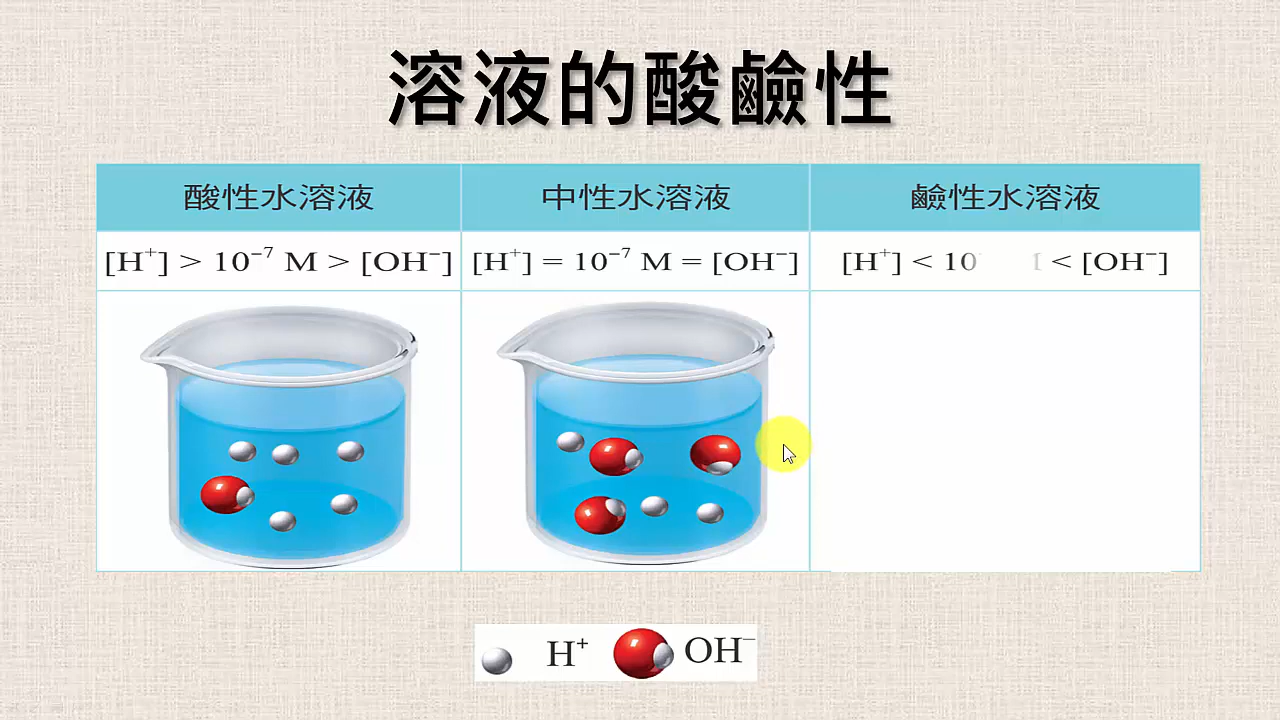 溶液的酸鹼性
酸性水溶液 中性水溶液 鹼性水溶液
[H⁺] > 10⁻⁷ M > [OH⁻] [H⁺] = 10⁻⁷ M = [OH⁻] [H⁺] < 10 < [OH⁻]
H⁺ OH⁻